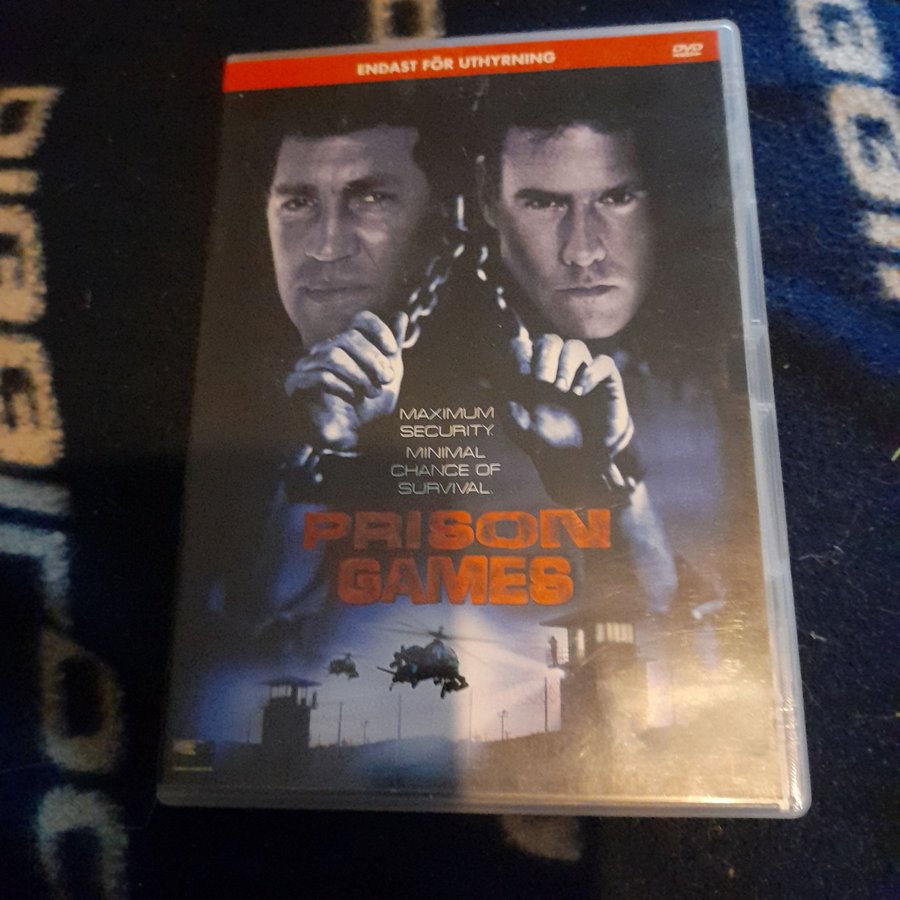 ENDAST FÖR UTHYRNING
DVD
MAXIMUM
SECURITY.
MINIMAL
CHANCE OF
SURVIVAL.
PRISON
GAMES